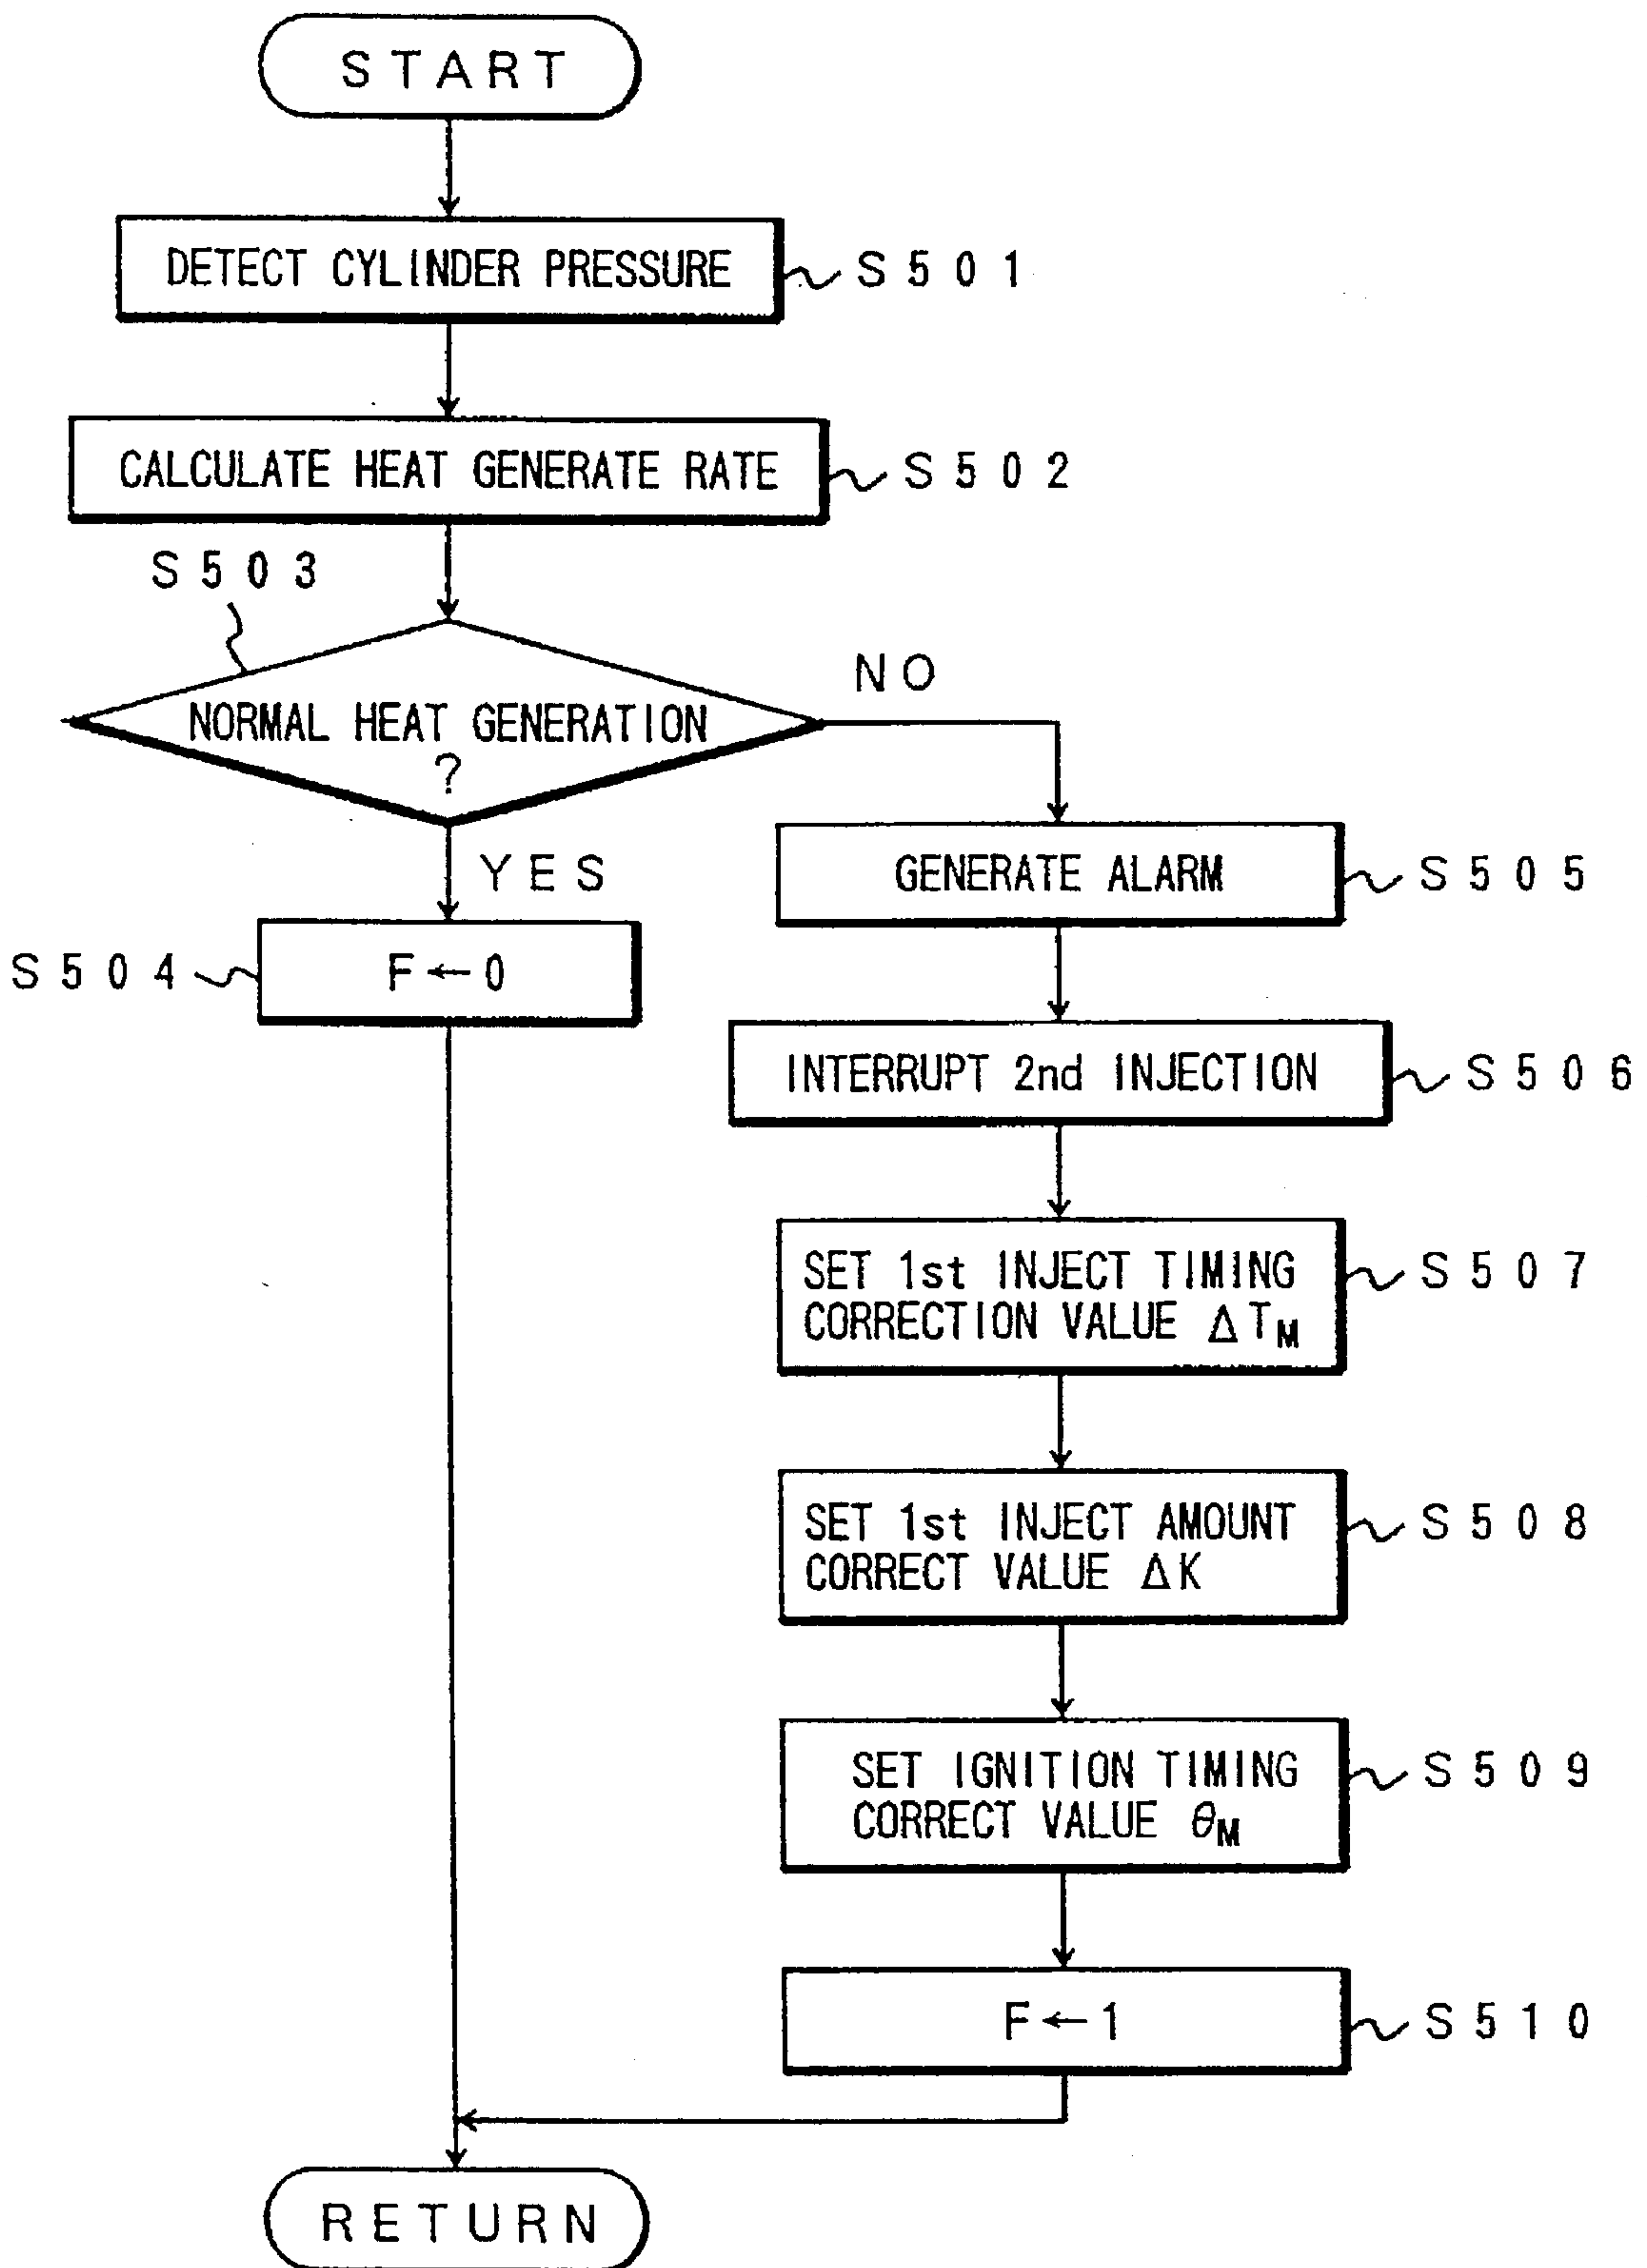 START
DETECT CYLINDER PRESSURE
S501
CALCULATE HEAT GENERATE RATE
S502
S503
NORMAL HEAT GENERATION
?
NO
YES
S504
F←0
GENERATE ALARM
S505
INTERRUPT 2nd INJECTION
S506
SET 1st INJECT TIMING
CORRECTION VALUE ΔT_M
S507
SET 1st INJECT AMOUNT
CORRECT VALUE ΔK
S508
SET IGNITION TIMING
CORRECT VALUE θ_M
S509
F←1
S510
RETURN